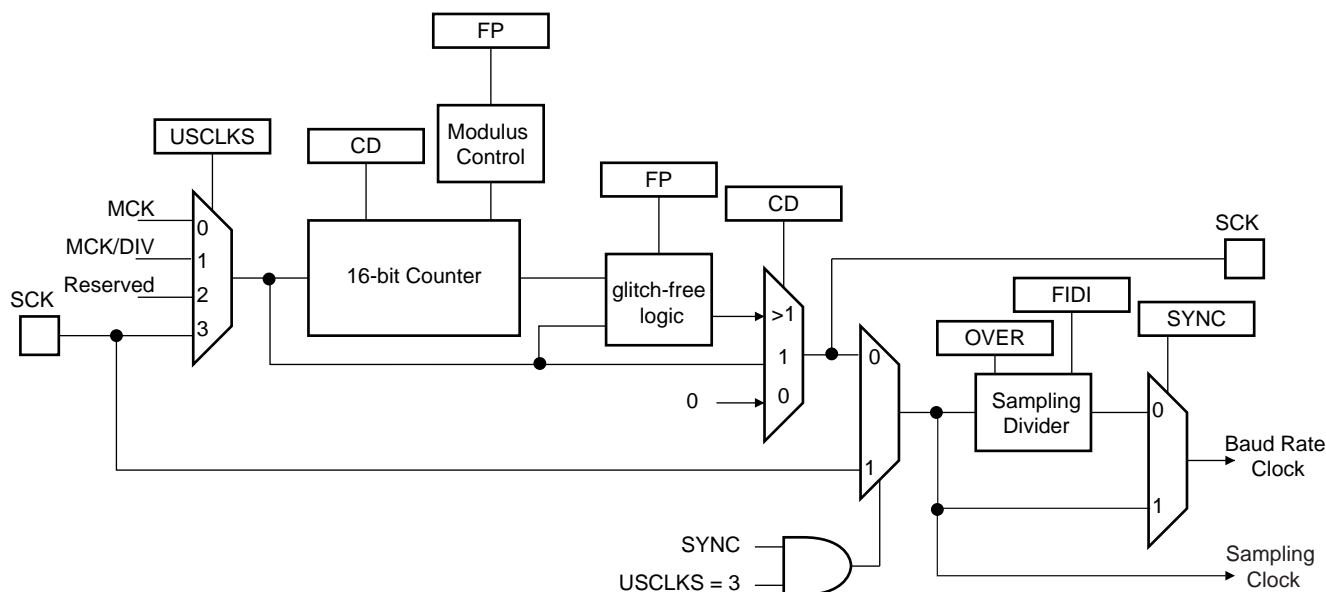 FP
USCLKS
CD
Modulus
Control
FP
CD
MCK
MCK/DIV
Reserved
SCK
0
1
2
3
16-bit Counter
glitch-free
logic
>1
1
0
0
SCK
FIDI
OVER
SYNC
0
1
Sampling
Divider
0
1
Baud Rate
Clock
SYNC
USCLKS = 3
Sampling
Clock